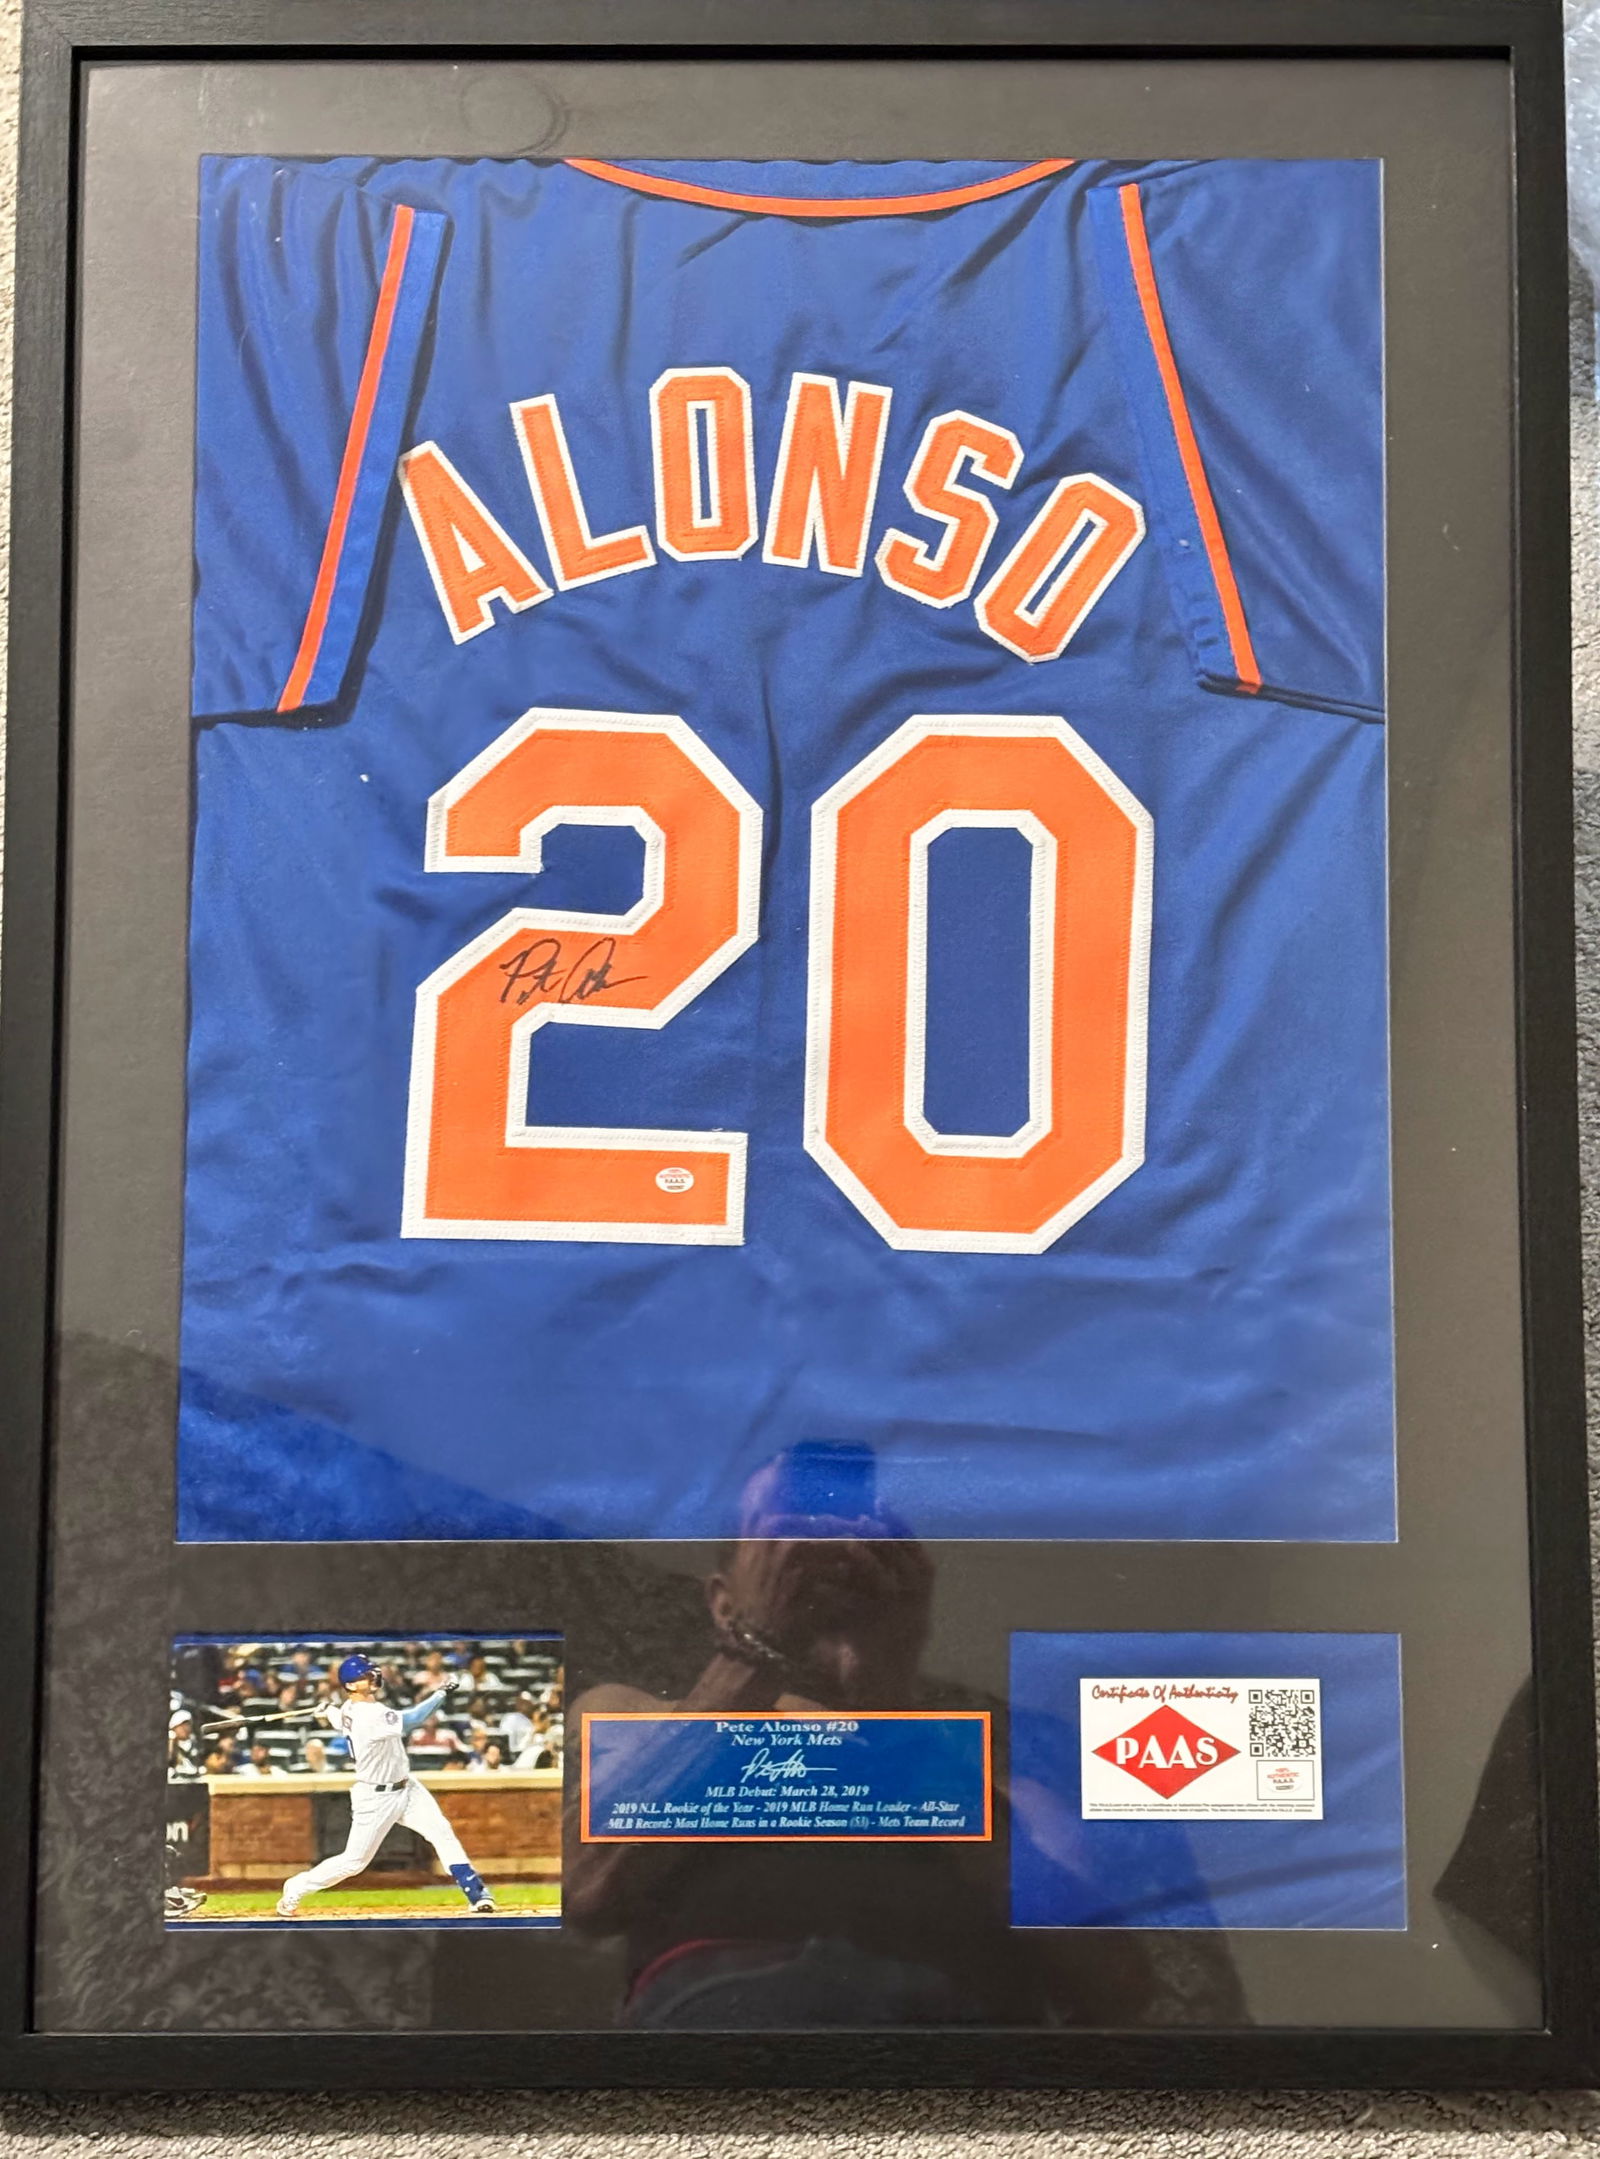 ALONSO
20
Pete Alonso #20
New York Mets
MLB Debut: March 28, 2019
2019 N.L. Rookie of the Year - 2019 MLB Home Run Leader - All-Star
MLB Record: Most Home Runs in a Rookie Season (53) - Mets Team Record
Certificate Of Authenticity
PAAS
100%
AUTHENTIC
P.A.A.S.